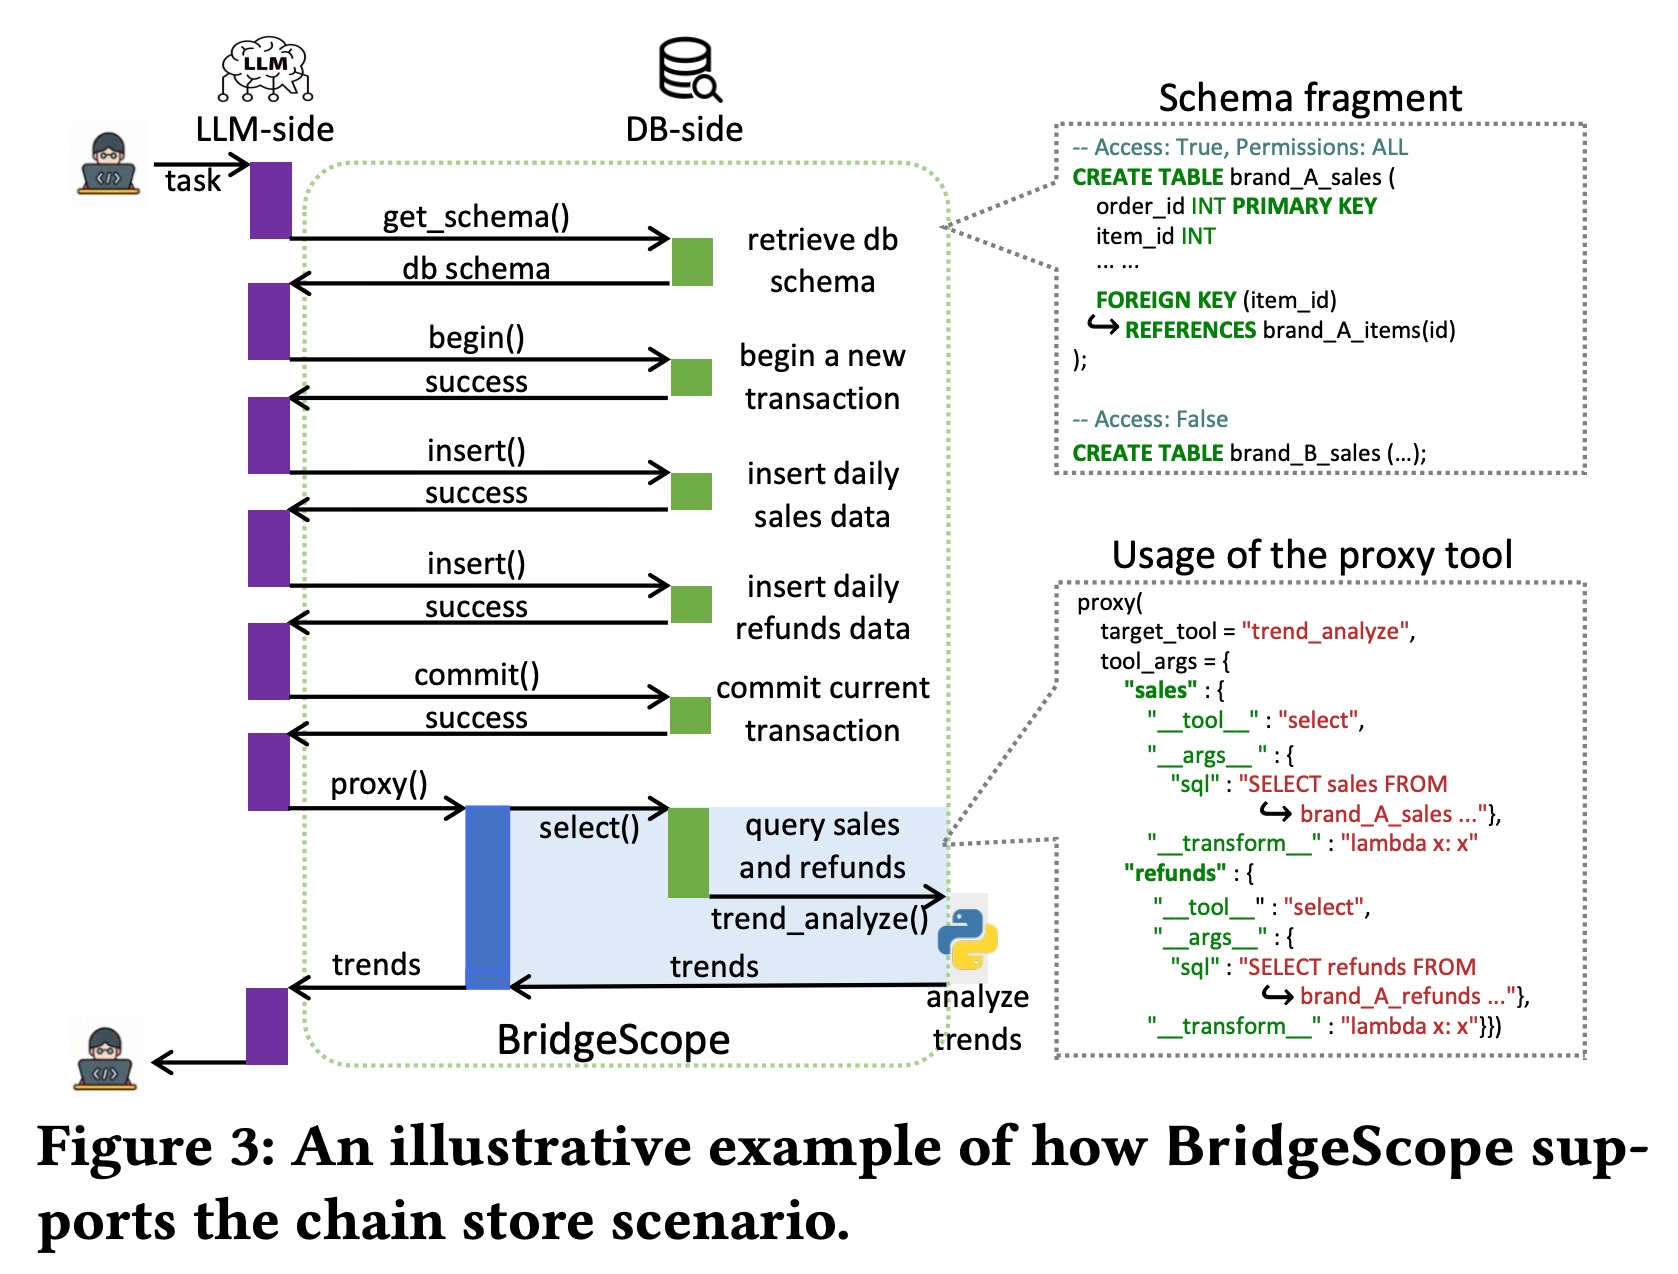 LLM
LLM-side
DB-side
task
get_schema()
retrieve db
schema
db schema
begin()
begin a new
transaction
success
insert()
insert daily
sales data
success
insert()
insert daily
refunds data
success
commit()
commit current
transaction
success
proxy()
select()
query sales
and refunds
trend_analyze()
trends
trends
analyze
trends
BridgeScope
Schema fragment
-- Access: True, Permissions: ALL
CREATE TABLE brand_A_sales (
order_id INT PRIMARY KEY
item_id INT
... ...
FOREIGN KEY (item_id)
↪ REFERENCES brand_A_items(id)
);
-- Access: False
CREATE TABLE brand_B_sales (...);
Usage of the proxy tool
proxy(
target_tool = "trend_analyze",
tool_args = {
"sales" : {
"__tool__" : "select",
"__args__ " : {
"sql" : "SELECT sales FROM
↪ brand_A_sales ..."},
"__transform__" : "lambda x: x"
"refunds" : {
"__tool__" : "select",
"__args__" : {
"sql" : "SELECT refunds FROM
↪ brand_A_refunds ..."},
"__transform__" : "lambda x: x"}})
</>
</>
Figure 3: An illustrative example of how BridgeScope sup-
ports the chain store scenario.